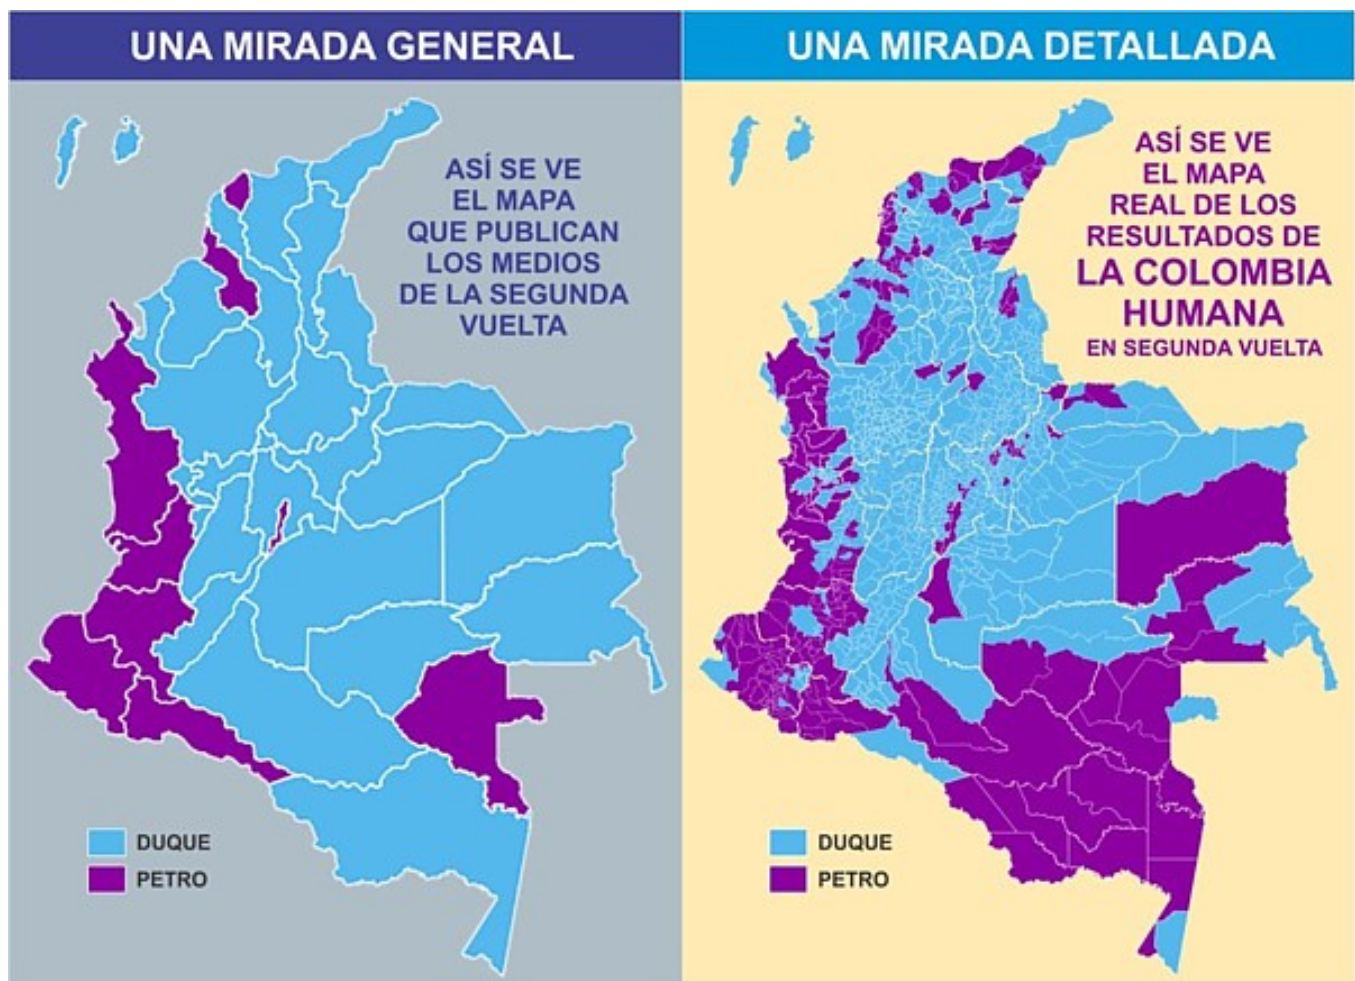 UNA MIRADA GENERAL
ASÍ SE VE
EL MAPA
QUE PUBLICAN
LOS MEDIOS
DE LA SEGUNDA
VUELTA
DUQUE
PETRO
UNA MIRADA DETALLADA
ASÍ SE VE
EL MAPA
REAL DE LOS
RESULTADOS DE
LA COLOMBIA
HUMANA
EN SEGUNDA VUELTA
DUQUE
PETRO